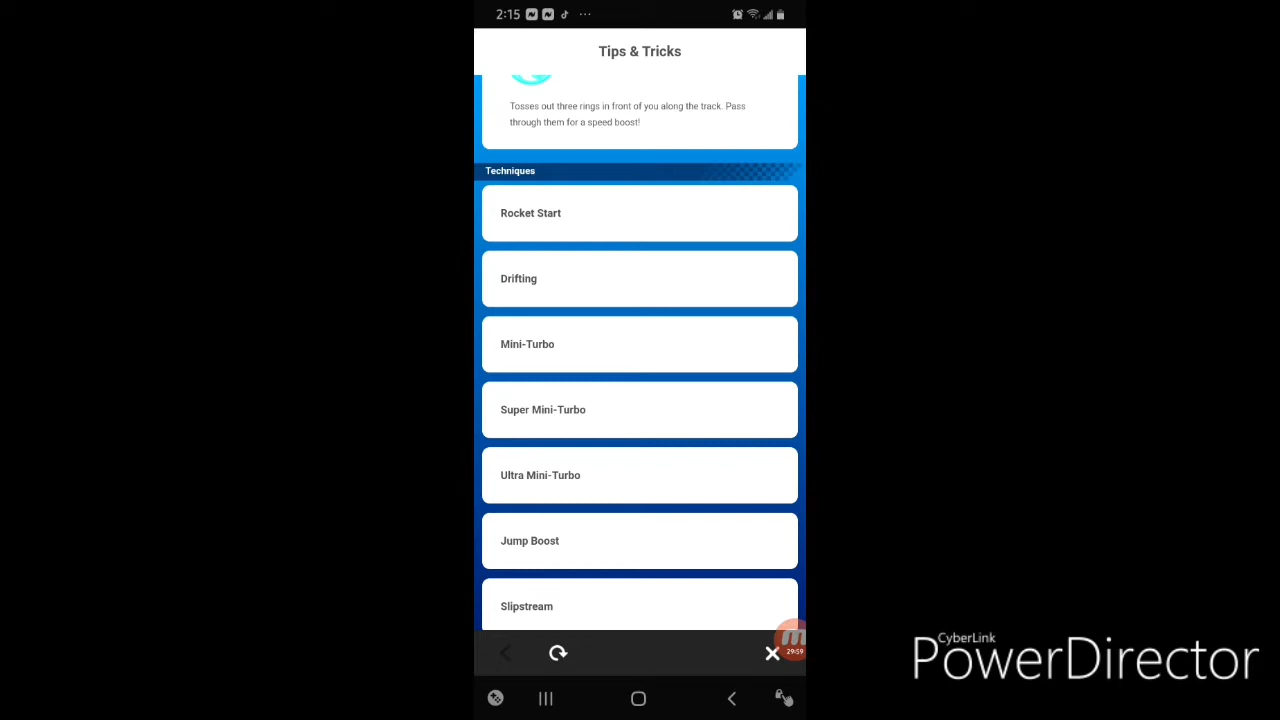 2:15
Tips & Tricks
Tosses out three rings in front of you along the track. Pass
through them for a speed boost!
Techniques
Rocket Start
Drifting
Mini-Turbo
Super Mini-Turbo
Ultra Mini-Turbo
Jump Boost
Slipstream
29:59
CyberLink
PowerDirector